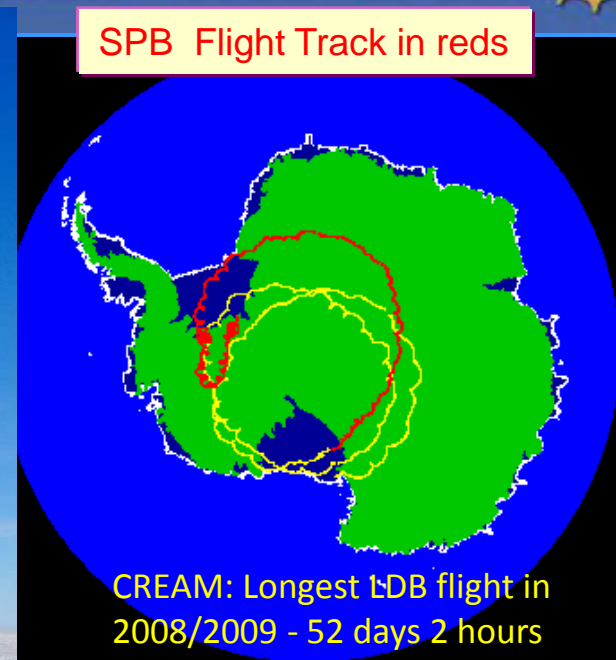 SPB Flight Track in reds
CREAM: Longest LDB flight in
2008/2009 - 52 days 2 hours